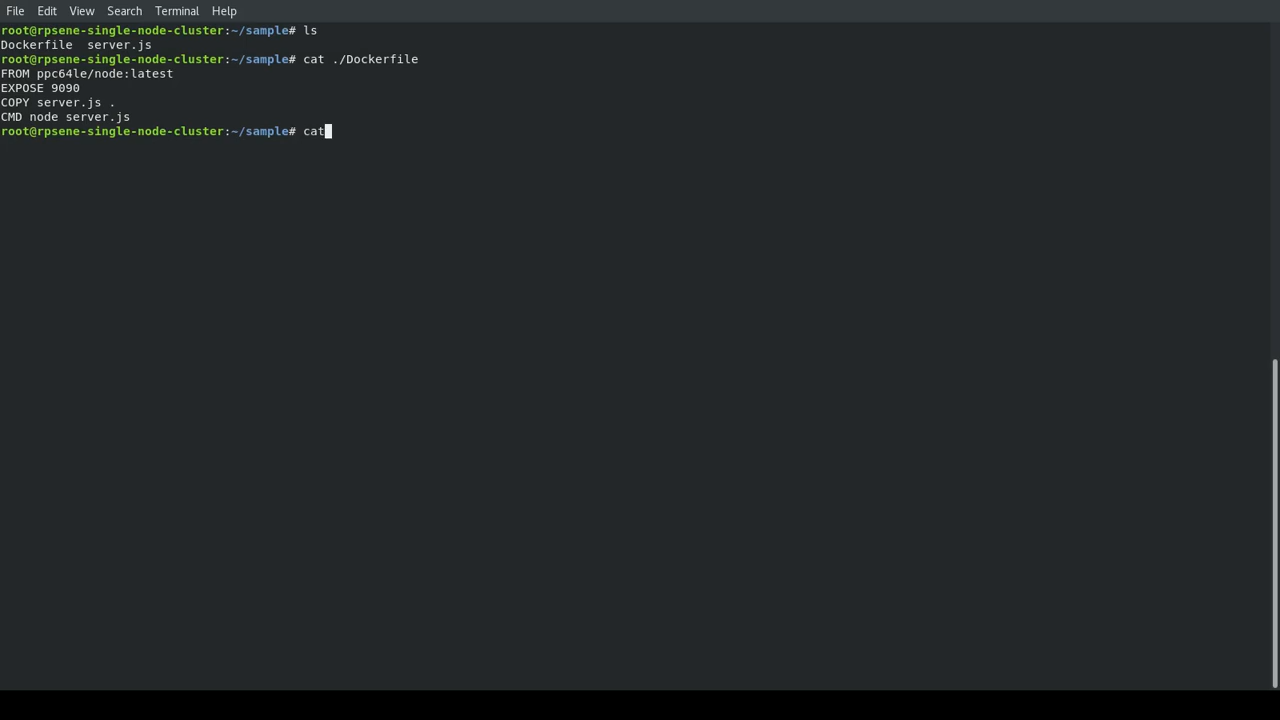 File Edit View Search Terminal Help
root@rpsene-single-node-cluster:~/sample# ls
Dockerfile  server.js
root@rpsene-single-node-cluster:~/sample# cat ./Dockerfile
FROM ppc64le/node:latest
EXPOSE 9090
COPY server.js .
CMD node server.js
root@rpsene-single-node-cluster:~/sample# cat